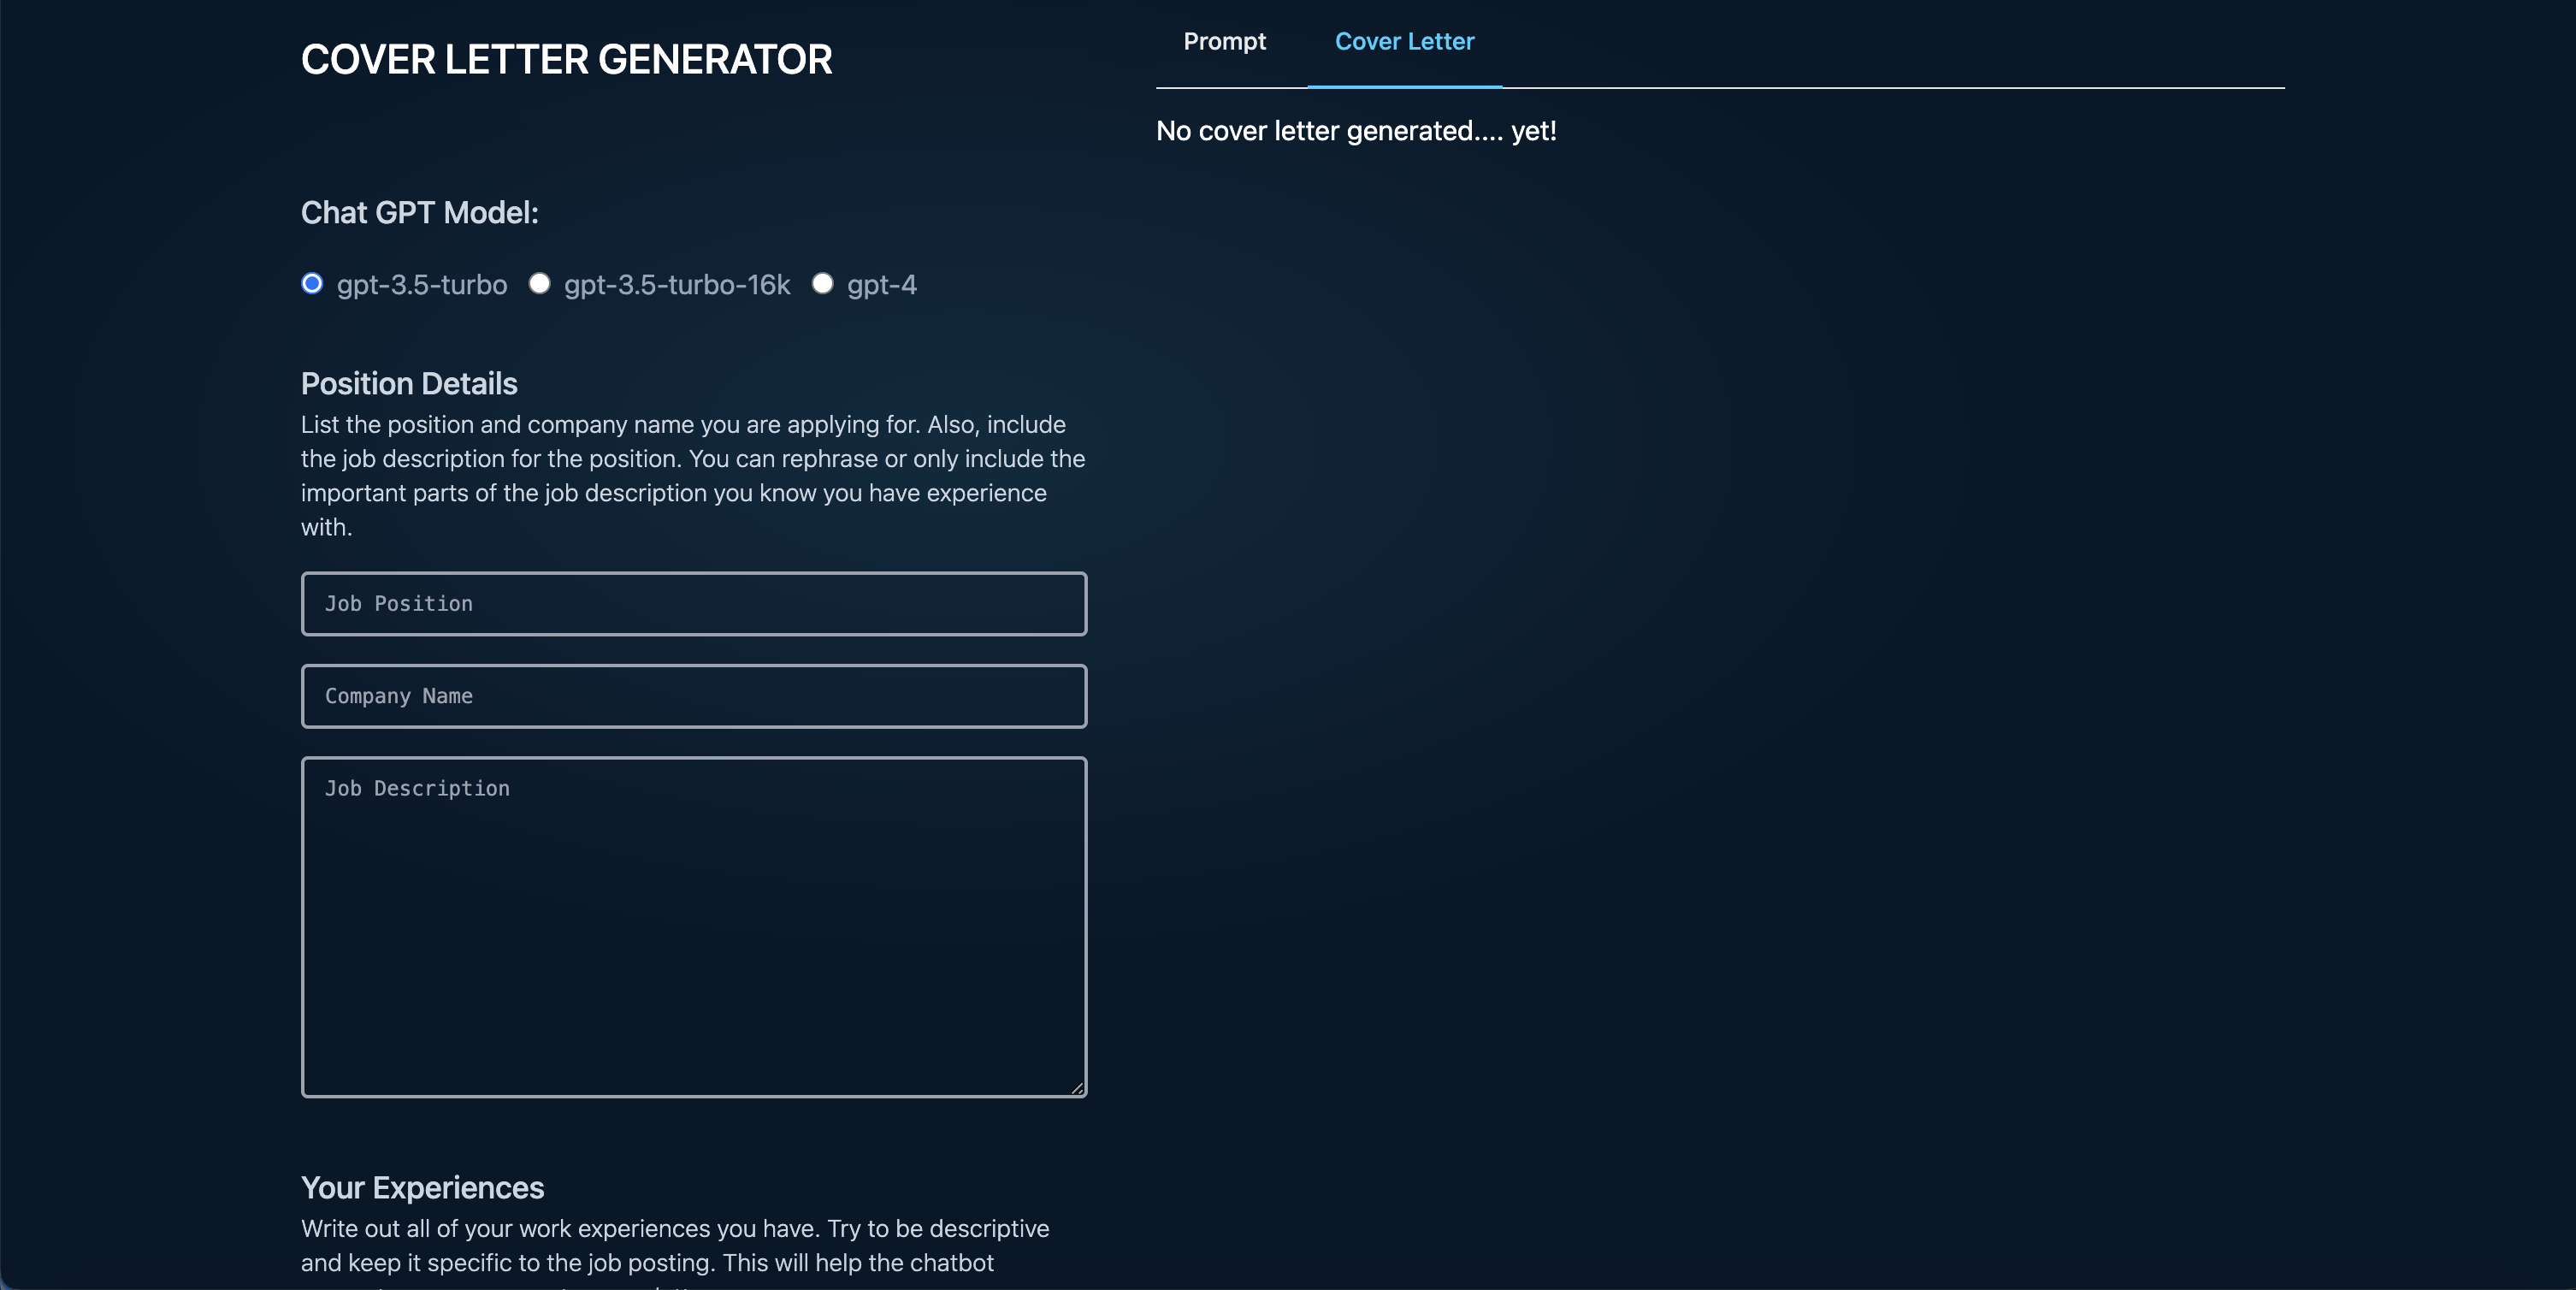 COVER LETTER GENERATOR
Chat GPT Model:
gpt-3.5-turbo gpt-3.5-turbo-16k gpt-4
Position Details
List the position and company name you are applying for. Also, include
the job description for the position. You can rephrase or only include the
important parts of the job description you know you have experience
with.
Job Position
Company Name
Job Description
Your Experiences
Write out all of your work experiences you have. Try to be descriptive
and keep it specific to the job posting. This will help the chatbot
Prompt Cover Letter
No cover letter generated.... yet!